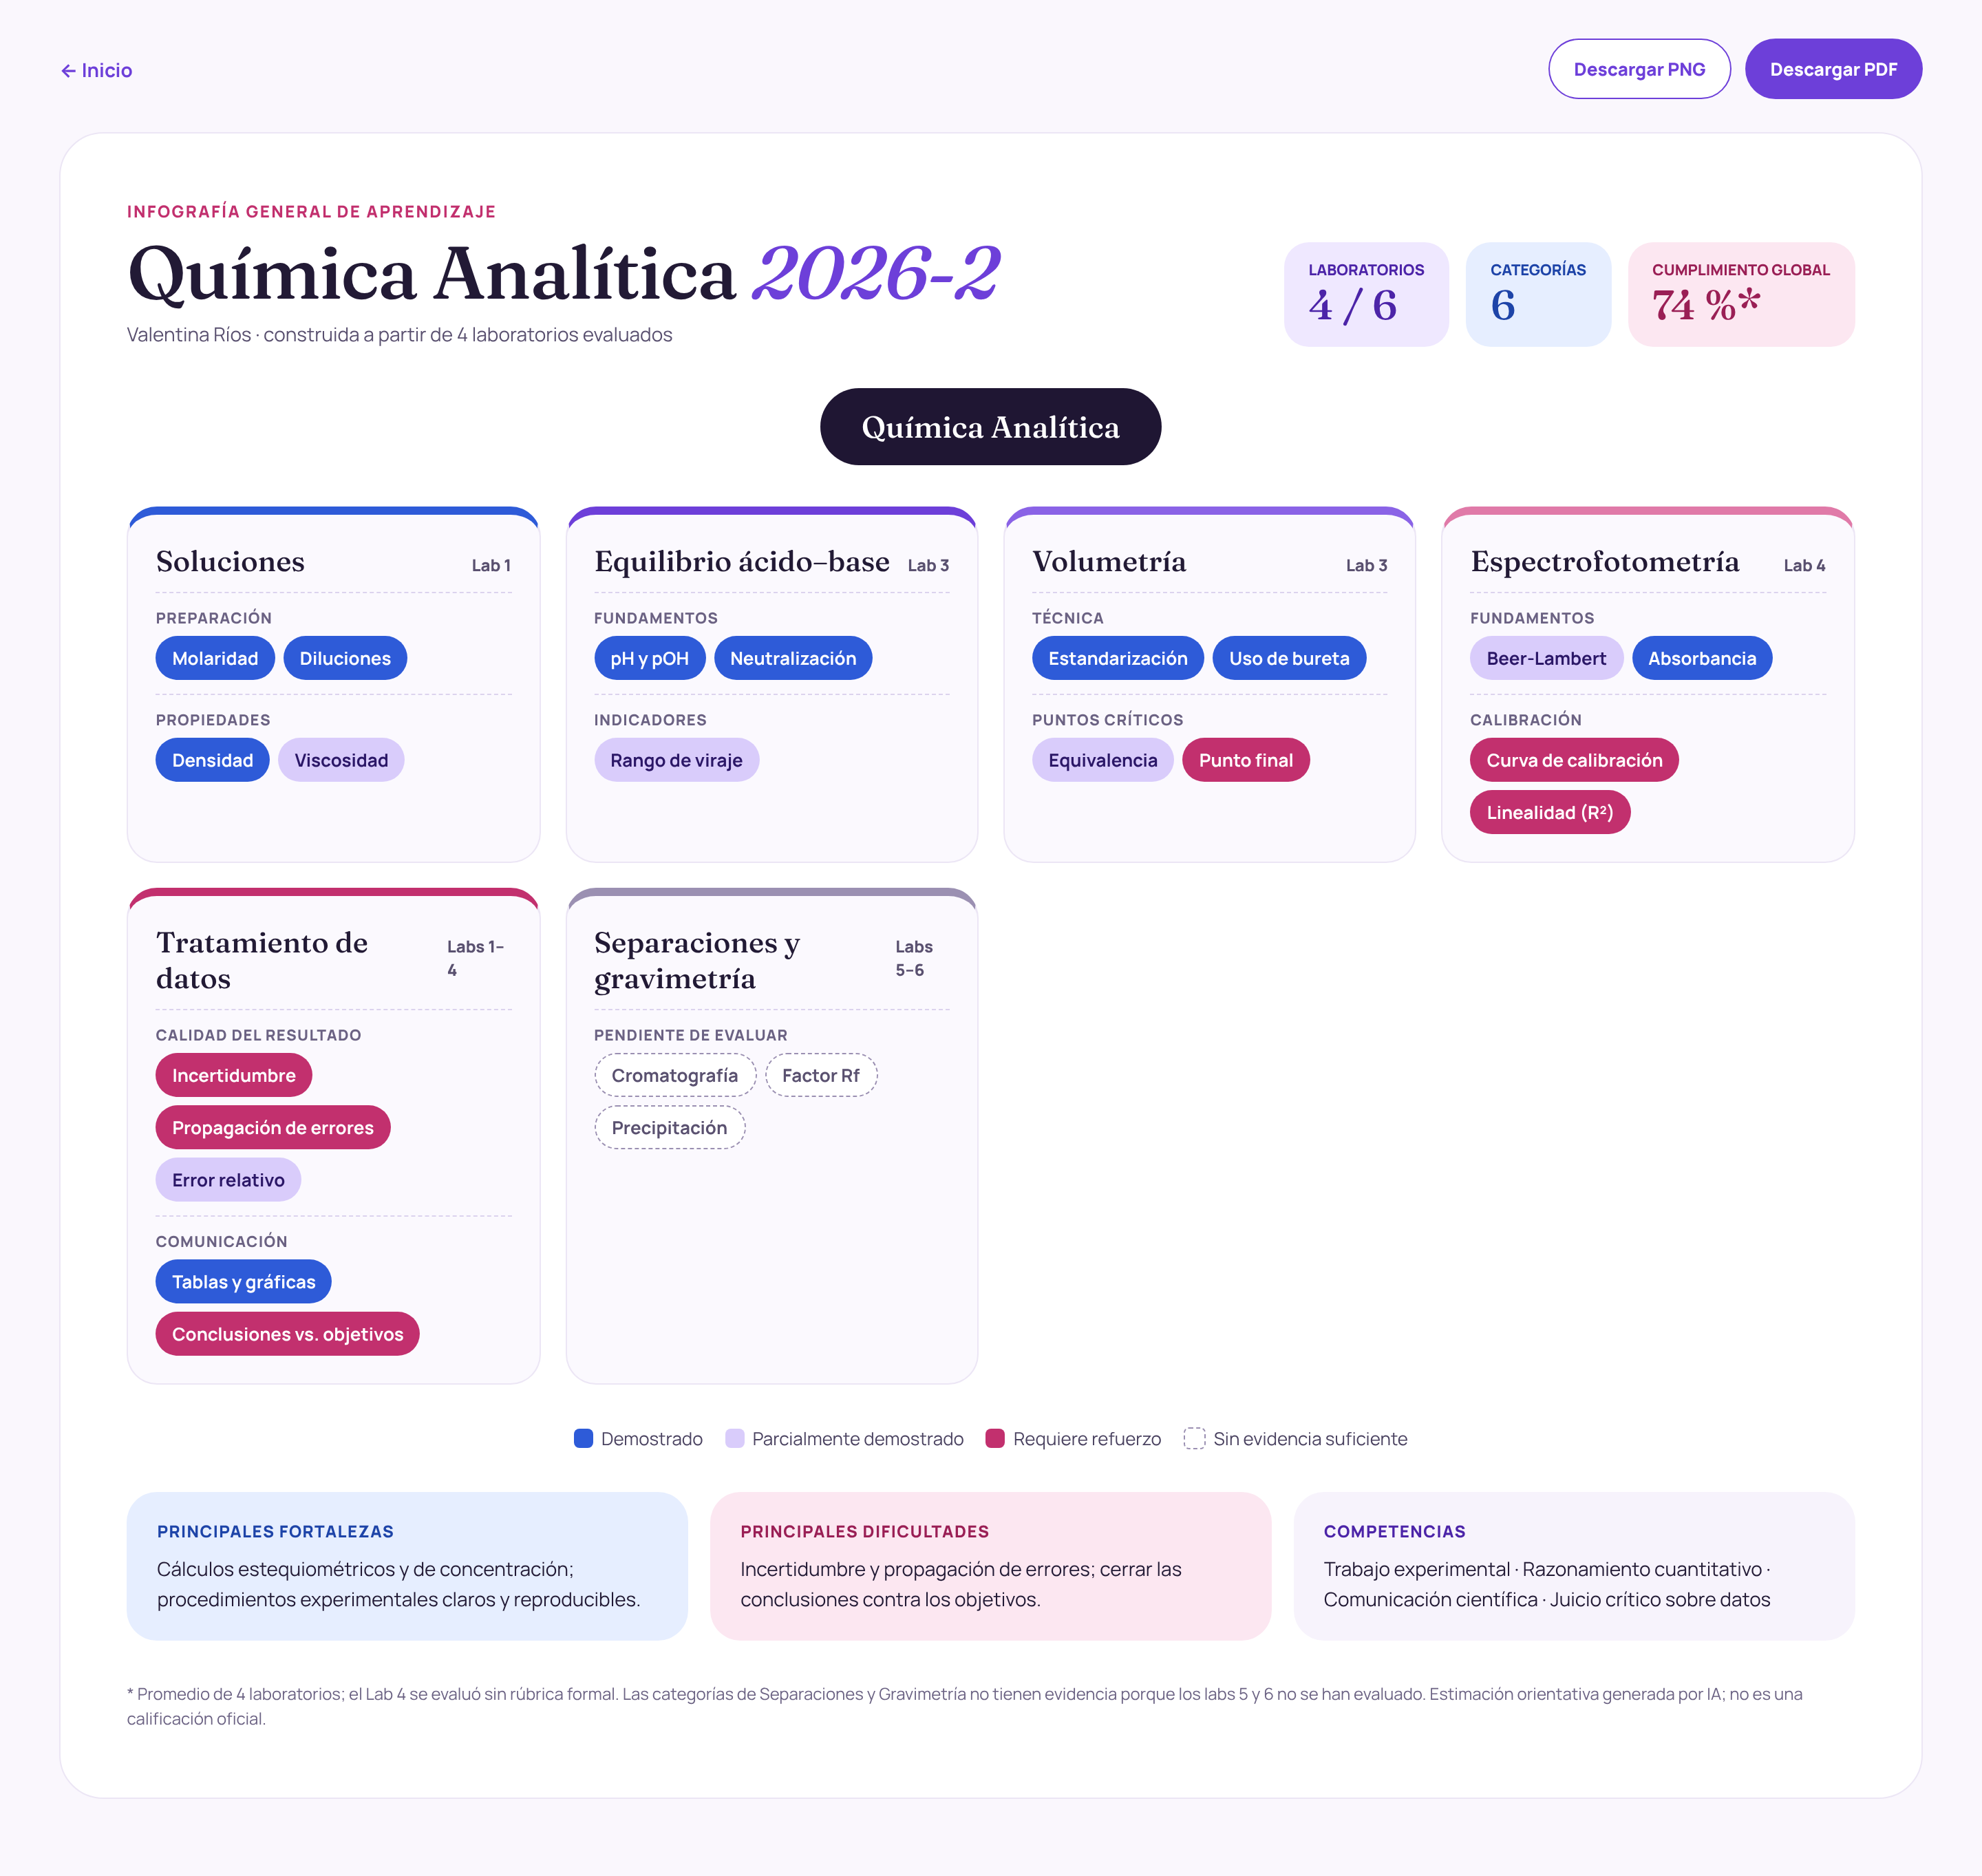 ← Inicio
Descargar PNG
Descargar PDF
INFOGRAFÍA GENERAL DE APRENDIZAJE
Química Analítica 2026-2
Valentina Ríos · construida a partir de 4 laboratorios evaluados
LABORATORIOS
4 / 6
CATEGORÍAS
6
CUMPLIMIENTO GLOBAL
74 %*
Química Analítica
Soluciones
Lab 1
PREPARACIÓN
Molaridad
Diluciones
PROPIEDADES
Densidad
Viscosidad
Equilibrio ácido–base
Lab 3
FUNDAMENTOS
pH y pOH
Neutralización
INDICADORES
Rango de viraje
Volumetría
Lab 3
TÉCNICA
Estandarización
Uso de bureta
PUNTOS CRÍTICOS
Equivalencia
Punto final
Espectrofotometría
Lab 4
FUNDAMENTOS
Beer-Lambert
Absorbancia
CALIBRACIÓN
Curva de calibración
Linealidad (R²)
Tratamiento de
datos
Labs 1–
4
CALIDAD DEL RESULTADO
Incertidumbre
Propagación de errores
Error relativo
COMUNICACIÓN
Tablas y gráficas
Conclusiones vs. objetivos
Separaciones y
gravimetría
Labs
5–6
PENDIENTE DE EVALUAR
Cromatografía
Factor Rf
Precipitación
Demostrado
Parcialmente demostrado
Requiere refuerzo
Sin evidencia suficiente
PRINCIPALES FORTALEZAS
Cálculos estequiométricos y de concentración;
procedimientos experimentales claros y reproducibles.
PRINCIPALES DIFICULTADES
Incertidumbre y propagación de errores; cerrar las
conclusiones contra los objetivos.
COMPETENCIAS
Trabajo experimental · Razonamiento cuantitativo ·
Comunicación científica · Juicio crítico sobre datos
* Promedio de 4 laboratorios; el Lab 4 se evaluó sin rúbrica formal. Las categorías de Separaciones y Gravimetría no tienen evidencia porque los labs 5 y 6 no se han evaluado. Estimación orientativa generada por IA; no es una
calificación oficial.